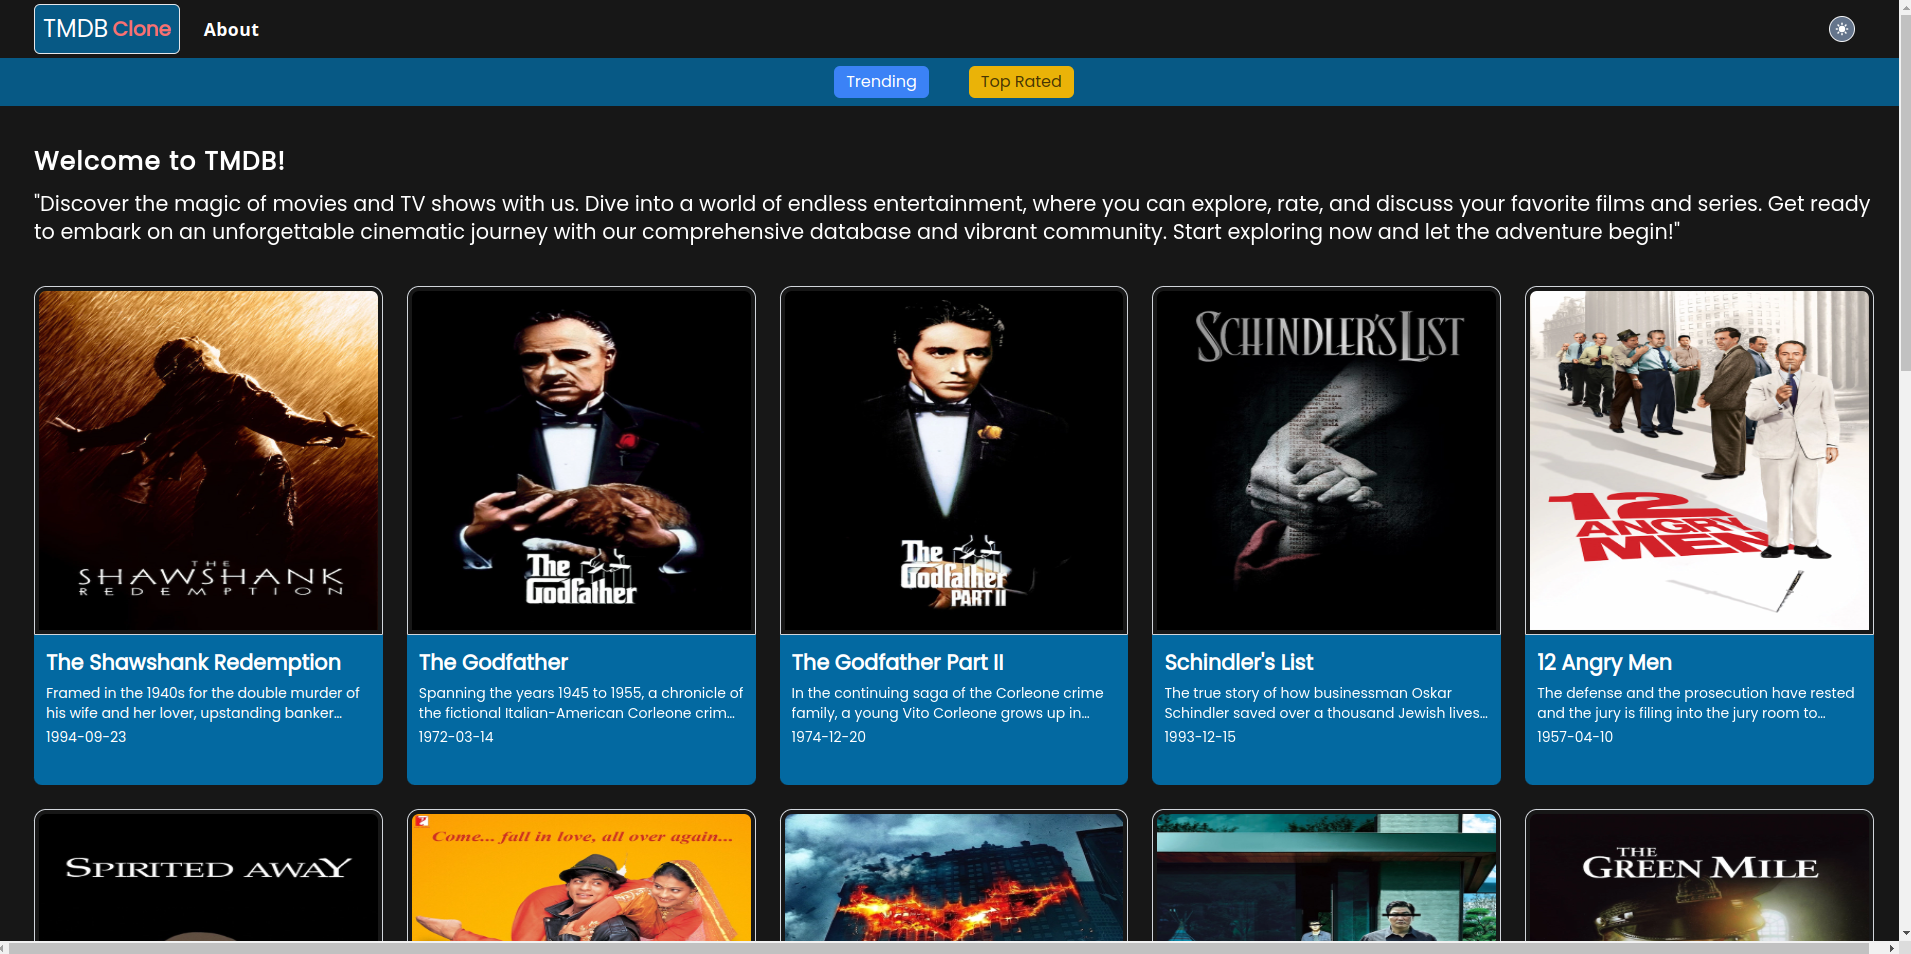 TMDB Clone About
Trending Top Rated
Welcome to TMDB!
"Discover the magic of movies and TV shows with us. Dive into a world of endless entertainment, where you can explore, rate, and discuss your favorite films and series. Get ready
to embark on an unforgettable cinematic journey with our comprehensive database and vibrant community. Start exploring now and let the adventure begin!"
THE
SHAWSHANK
REDEMPTION
The Shawshank Redemption
Framed in the 1940s for the double murder of
his wife and her lover, upstanding banker...
1994-09-23
The
Godfather
The Godfather
Spanning the years 1945 to 1955, a chronicle of
the fictional Italian-American Corleone crim...
1972-03-14
The
Godfather
PART II
The Godfather Part II
In the continuing saga of the Corleone crime
family, a young Vito Corleone grows up in...
1974-12-20
SCHINDLER'S LIST
Schindler's List
The true story of how businessman Oskar
Schindler saved over a thousand Jewish lives...
1993-12-15
12
ANGRY
MEN
12 Angry Men
The defense and the prosecution have rested
and the jury is filing into the jury room to...
1957-04-10
SPIRITED AWAY
Come... fall in love, all over again...
THE
GREEN MILE